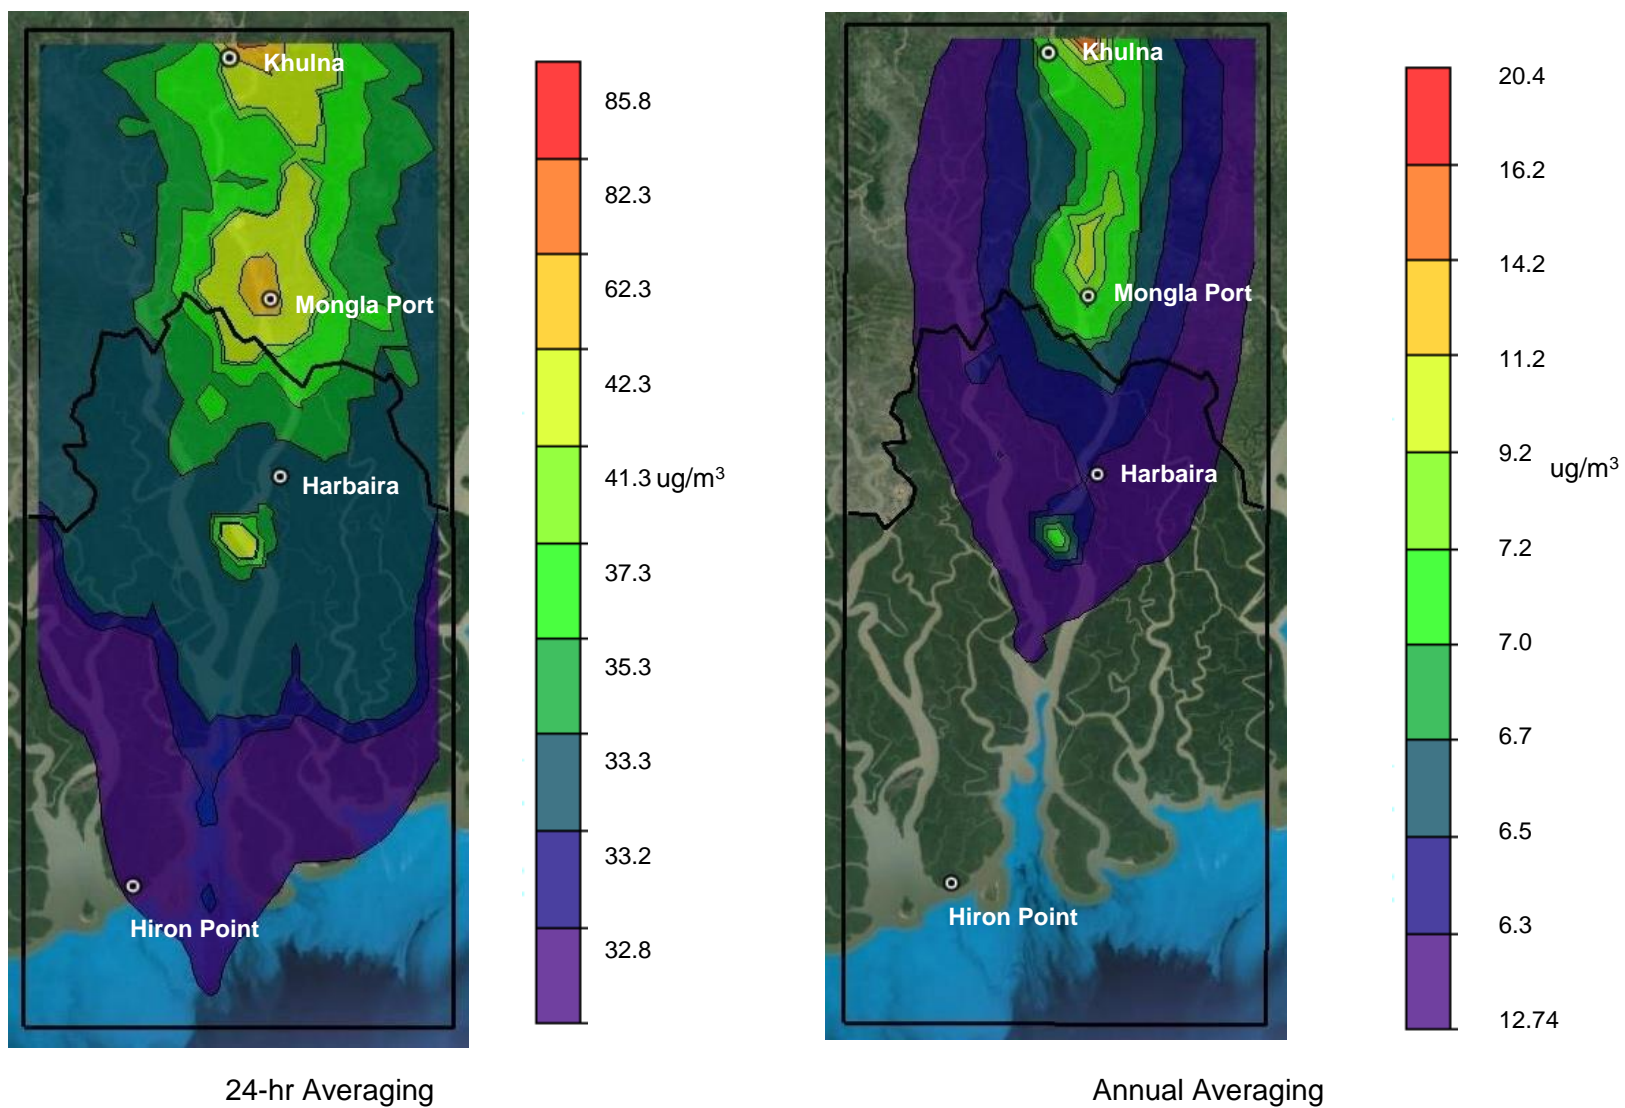 Khulna
Mongla Port
Harbaira
Hiron Point
85.8
82.3
62.3
42.3
41.3 ug/m³
37.3
35.3
33.3
33.2
32.8
24-hr Averaging
Khulna
Mongla Port
Harbaira
Hiron Point
20.4
16.2
14.2
11.2
9.2 ug/m³
7.2
7.0
6.7
6.5
6.3
12.74
Annual Averaging